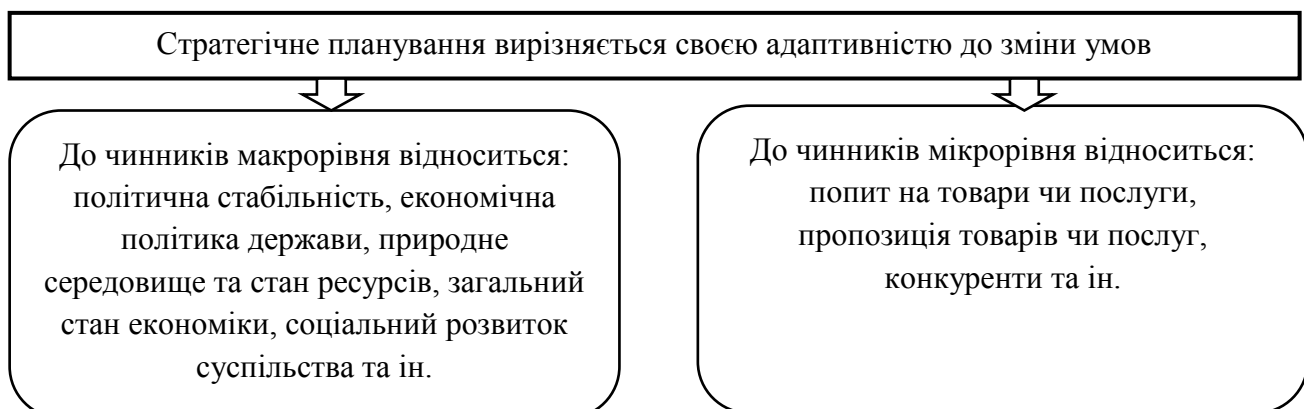 Стратегічне планування вирізняється своєю адаптивністю до зміни умов
До чинників макрорівня відноситься:
політична стабільність, економічна
політика держави, природне
середовище та стан ресурсів, загальний
стан економіки, соціальний розвиток
суспільства та ін.
До чинників мікрорівня відноситься:
попит на товари чи послуги,
пропозиція товарів чи послуг,
конкуренти та ін.